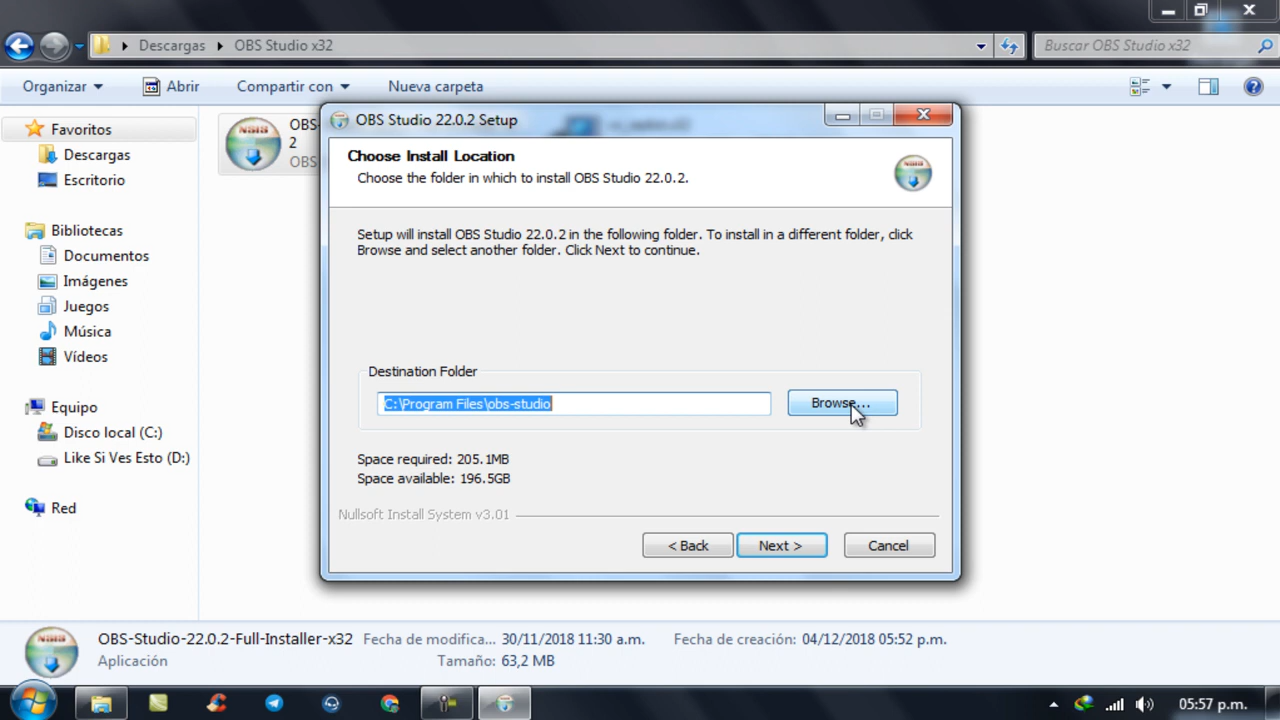 Descargas OBS Studio x32
Buscar OBS Studio x32
Organizar Abrir Compartir con Nueva carpeta
Favoritos
Descargas
Escritorio
Bibliotecas
Documentos
Imágenes
Juegos
Música
Vídeos
Equipo
Disco local (C:)
Like Si Ves Esto (D:)
Red
OBS-
2
OBS
OBS Studio 22.0.2 Setup
Choose Install Location
Choose the folder in which to install OBS Studio 22.0.2.
Setup will install OBS Studio 22.0.2 in the following folder. To install in a different folder, click
Browse and select another folder. Click Next to continue.
Destination Folder
C:\Program Files\obs-studio
Browse...
Space required: 205.1MB
Space available: 196.5GB
Nullsoft Install System v3.01
< Back Next > Cancel
OBS-Studio-22.0.2-Full-Installer-x32 Fecha de modifica... 30/11/2018 11:30 a.m. Fecha de creación: 04/12/2018 05:52 p.m.
Aplicación Tamaño: 63,2 MB
05:57 p.m.